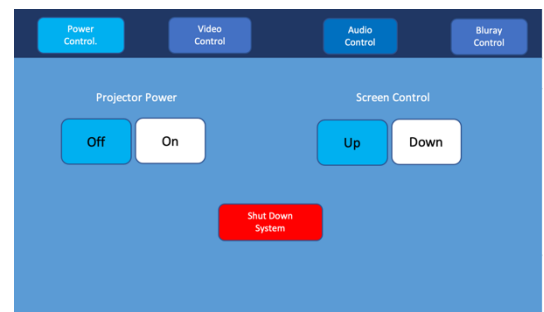 Power
Control.
Video
Control
Audio
Control
Bluray
Control
Projector Power
Screen Control
Off
On
Up
Down
Shut Down
System